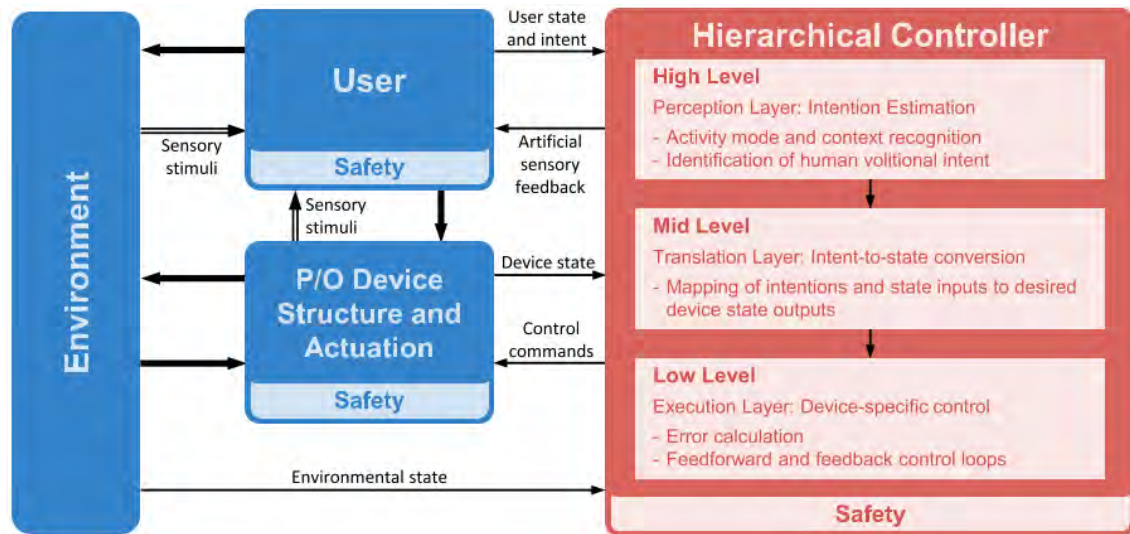 Environment
User
Safety
Sensory
stimuli
Sensory
stimuli
P/O Device
Structure and
Actuation
Safety
User state
and intent
Artificial
sensory
feedback
Device state
Control
commands
Environmental state
Hierarchical Controller
High Level
Perception Layer: Intention Estimation
- Activity mode and context recognition
- Identification of human volitional intent
Mid Level
Translation Layer: Intent-to-state conversion
- Mapping of intentions and state inputs to desired
device state outputs
Low Level
Execution Layer: Device-specific control
- Error calculation
- Feedforward and feedback control loops
Safety